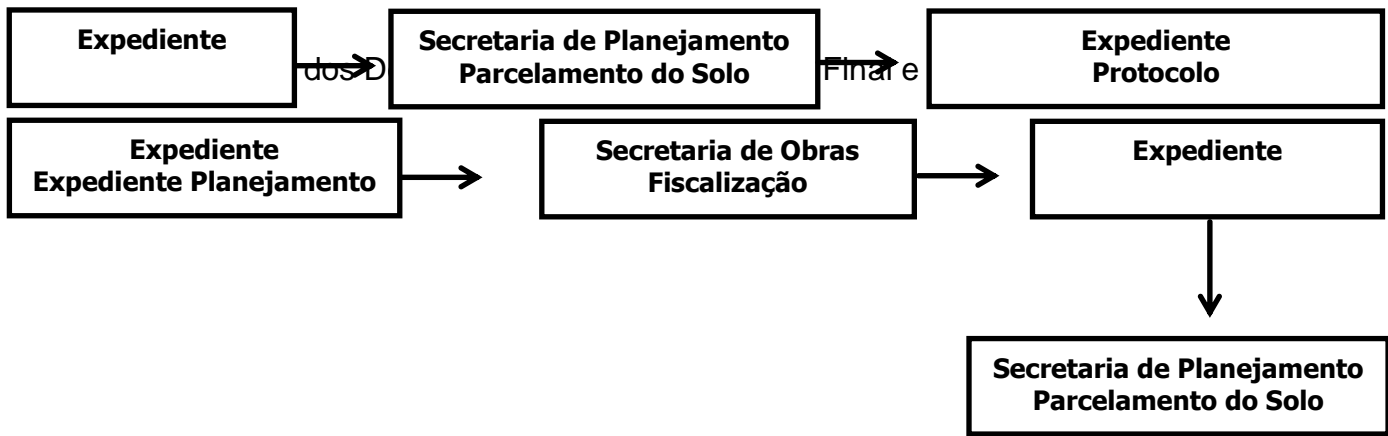 Expediente
Secretaria de Planejamento
Parcelamento do Solo
Expediente
Protocolo
dos D
Final e
Expediente
Expediente Planejamento
Secretaria de Obras
Fiscalização
Expediente
Secretaria de Planejamento
Parcelamento do Solo